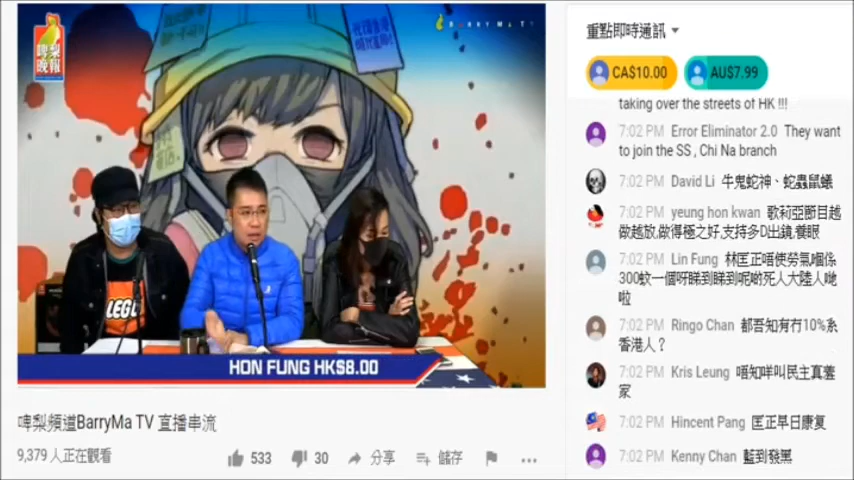 啤梨
晚報
BARRYMA TV
LEGO
HON FUNG HK$8.00
啤梨頻道BarryMa TV 直播串流
9,379 人正在觀看
533
30
分享
儲存
重點即時通訊
CA$10.00
AU$7.99
taking over the streets of HK !!!
7:02 PM Error Eliminator 2.0 They want
to join the SS , Chi Na branch
7:02 PM David Li 牛鬼蛇神、蛇蟲鼠蟻
7:02 PM yeung hon kwan 歌莉亞節目越
做越放,做得極之好,支持多D出鏡,養眼
7:02 PM Lin Fung 林匡正唔使勞氣嗰係
300蚊一個呀睇到睇到呢啲死人大陸人哋
啦
7:02 PM Ringo Chan 都吾知有冇10%系
香港人？
7:02 PM Kris Leung 唔知咩叫民主真羞
家
7:02 PM Hincent Pang 匡正早日康复
7:02 PM Kenny Chan 藍到發黑